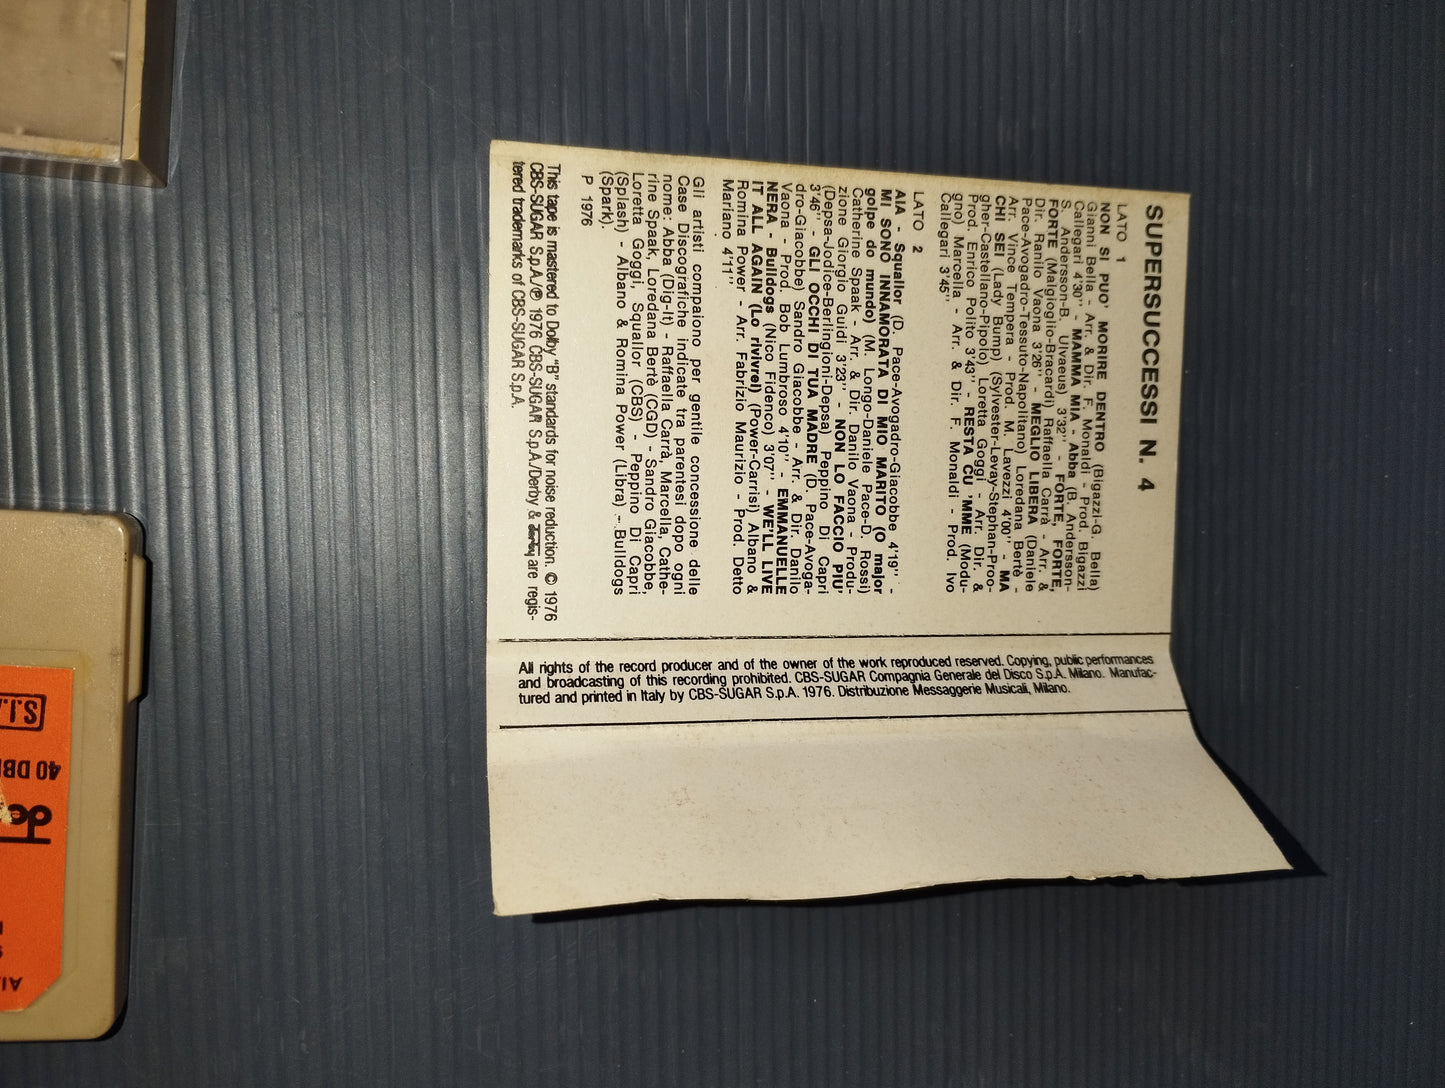 SUPERSUCCESSI N. 4
LATO 1
NON SI PUO' MORIRE DENTRO (Bigazzi-G. Bella)
Gianni Bella - Arr. & Dir. F. Monaldi - Prod. Bigazzi
Callegari 4'30'' - MAMMA MIA - Abba (B. Andersson-
S. Andersson-B. Ulvaeus) 3'32'' - FORTE, FORTE,
FORTE (Malgioglio-Bracardi) Raffaella Carrà - Arr. &
Dir. Ranilo Vaona 3'26'' - MEGLIO LIBERA (Daniele
Pace-Avogadro-Tessuto-Napolitano) Loredana Bertè -
Arr. Vince Tempera - Prod. M. Lavezzi 4'00'' - MA
CHI SEI (Lady Bump) (Sylvester-Levay-Stephan-Proo-
gher-Castellano-Pipolo) Loretta Goggi - Arr. Dir. &
Prod. Enrico Polito 3'43'' - RESTA CU 'MME (Modu-
gno) Marcella - Arr. & Dir. F. Monaldi - Prod. Ivo
Callegari 3'45''
LATO 2
AIA - Squallor (D. Pace-Avogadro-Giacobbe 4'19'' -
MI SONO INNAMORATA DI MIO MARITO (O major
golpe do mundo) (M. Longo-Daniele Pace-D. Rossi)
Catherine Spaak - Arr. & Dir. Danilo Vaona - Produ-
zione Giorgio Guidi 3'23'' - NON LO FACCIO PIU'
(Depsa-Jodice-Berlingioni-Depsa) Peppino Di Capri
3'46'' - GLI OCCHI DI TUA MADRE (D. Pace-Avoga-
dro-Giacobbe) Sandro Giacobbe - Arr. & Dir. Danilo
Vaona - Prod. Bob Lumbroso 4'10'' - EMMANUELLE
NERA - Bulldogs (Nico Fidenco) 3'07'' - WE'LL LIVE
IT ALL AGAIN (Lo rivivrei) (Power-Carrisi) Albano &
Romina Power - Arr. Fabrizio Maurizio - Prod. Detto
Mariano 4'11''
Gli artisti compaiono per gentile concessione delle
Case Discografiche indicate tra parentesi dopo ogni
nome: Abba (Dig-It) - Raffaella Carrà, Marcella, Cathe-
rine Spaak, Loredana Bertè (CGD) - Sandro Giacobbe,
Loretta Goggi, Squallor (CBS) - Peppino Di Capri
(Splash) - Albano & Romina Power (Libra) - Bulldogs
(Spark).
P 1976
This tape is mastered to Dolby "B" standards for noise reduction. © 1976
CBS-SUGAR S.p.A./℗ 1976 CBS-SUGAR S.p.A./Derby & derby are regis-
tered trademarks of CBS-SUGAR S.p.A.
All rights of the record producer and of the owner of the work reproduced reserved. Copying, public performances
and broadcasting of this recording prohibited. CBS-SUGAR Compagnia Generale del Disco S.p.A. Milano. Manufac-
tured and printed in Italy by CBS-SUGAR S.p.A. 1976. Distribuzione Messaggerie Musicali, Milano.
S.I.
40 DB
de